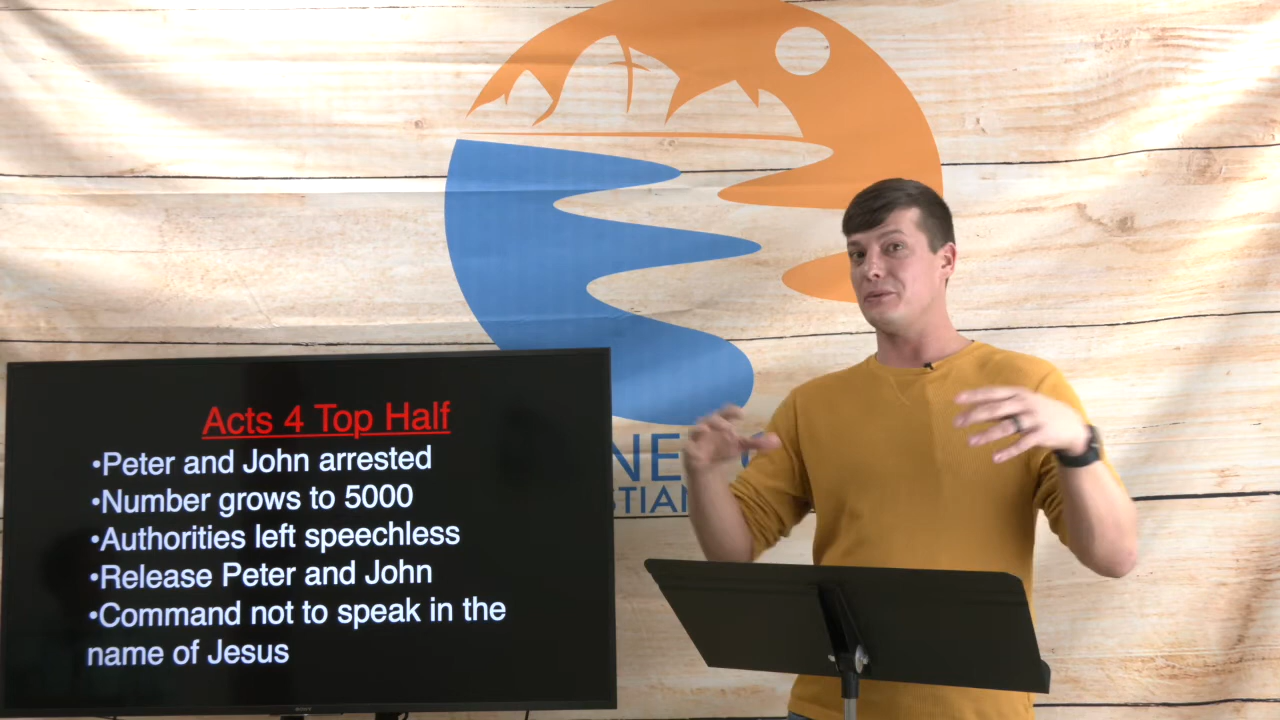 Acts 4 Top Half
•Peter and John arrested
•Number grows to 5000
•Authorities left speechless
•Release Peter and John
•Command not to speak in the
name of Jesus
SONY